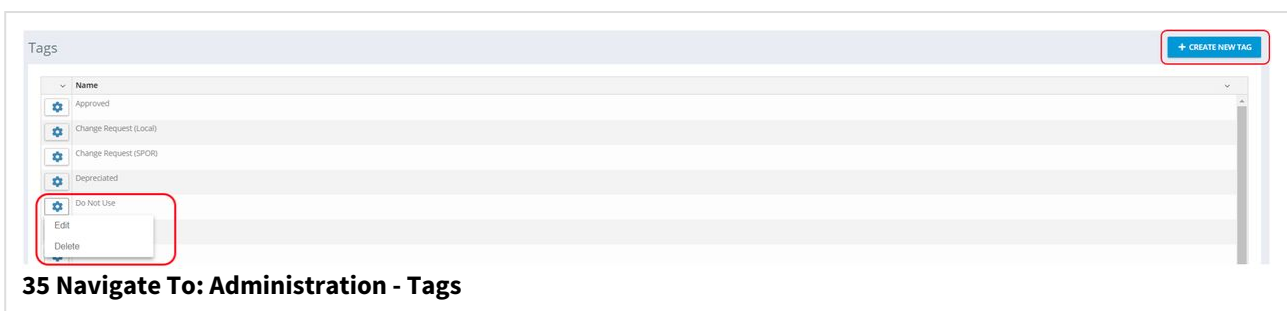 Tags
+ CREATE NEW TAG
Name
Approved
Change Request (Local)
Change Request (SPOR)
Depreciated
Do Not Use
Edit
Delete
35 Navigate To: Administration - Tags